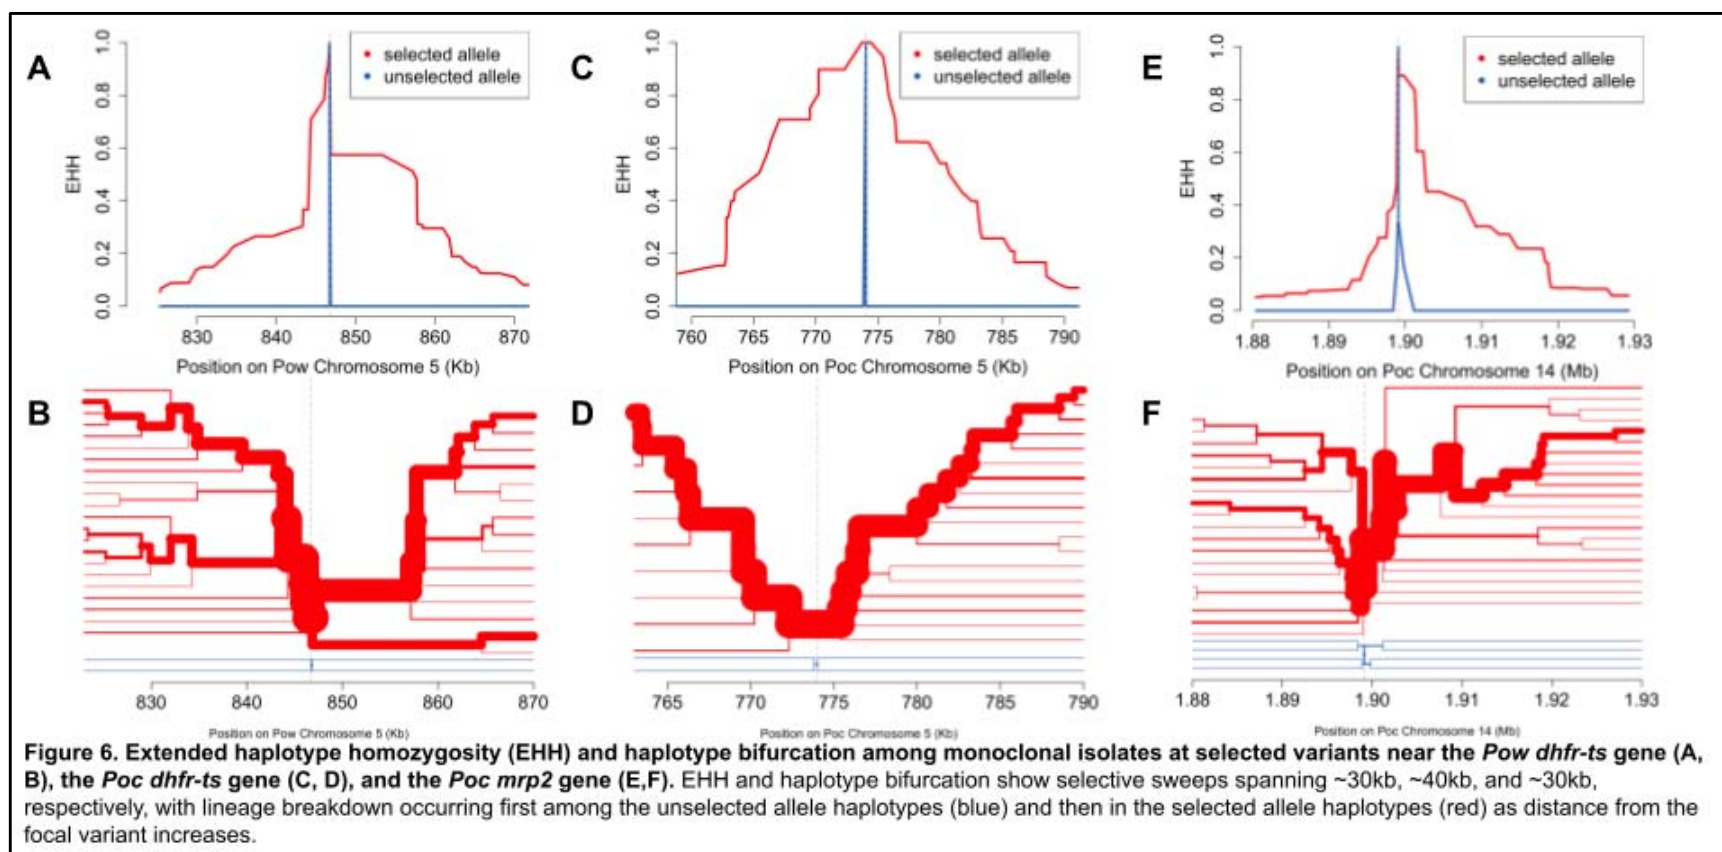 A
1.0
0.8
0.6
0.4
0.2
0.0
EHH
selected allele
unselected allele
830 840 850 860 870
Position on Pow Chromosome 5 (Kb)
C
1.0
0.8
0.6
0.4
0.2
0.0
EHH
selected allele
unselected allele
760 765 770 775 780 785 790
Position on Poc Chromosome 5 (Kb)
E
1.0
0.8
0.6
0.4
0.2
0.0
EHH
selected allele
unselected allele
1.88 1.89 1.90 1.91 1.92 1.93
Position on Poc Chromosome 14 (Mb)
B
830 840 850 860 870
Position on Pow Chromosome 5 (Kb)
D
765 770 775 780 785 790
Position on Poc Chromosome 5 (Kb)
F
1.88 1.89 1.90 1.91 1.92 1.93
Position on Poc Chromosome 14 (Mb)
Figure 6. Extended haplotype homozygosity (EHH) and haplotype bifurcation among monoclonal isolates at selected variants near the Pow dhfr-ts gene (A,
B), the Poc dhfr-ts gene (C, D), and the Poc mrp2 gene (E,F). EHH and haplotype bifurcation show selective sweeps spanning ~30kb, ~40kb, and ~30kb,
respectively, with lineage breakdown occurring first among the unselected allele haplotypes (blue) and then in the selected allele haplotypes (red) as distance from the
focal variant increases.